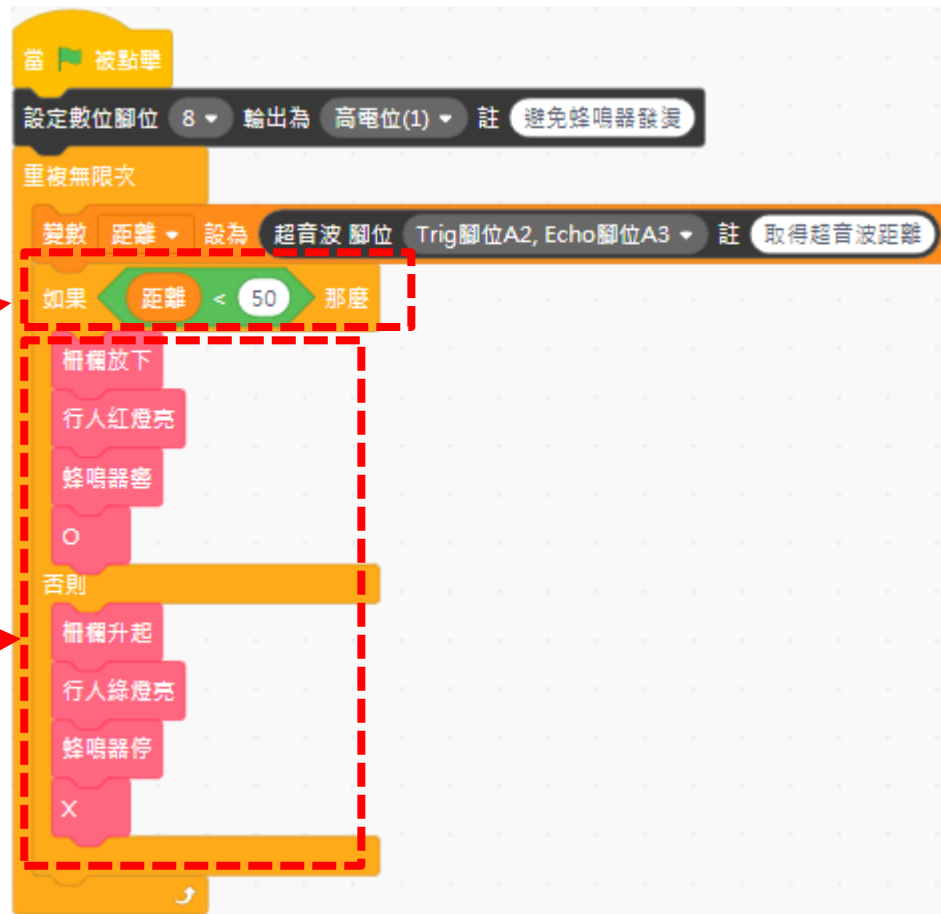 當 被點擊
設定數位腳位 8 輸出為 高電位(1) 註 避免蜂鳴器發燙
重複無限次
變數 距離 設為 超音波 腳位 Trig腳位A2, Echo腳位A3 註 取得超音波距離
如果 距離 < 50 那麼
柵欄放下
行人紅燈亮
蜂鳴器響
O
否則
柵欄升起
行人綠燈亮
蜂鳴器停
X